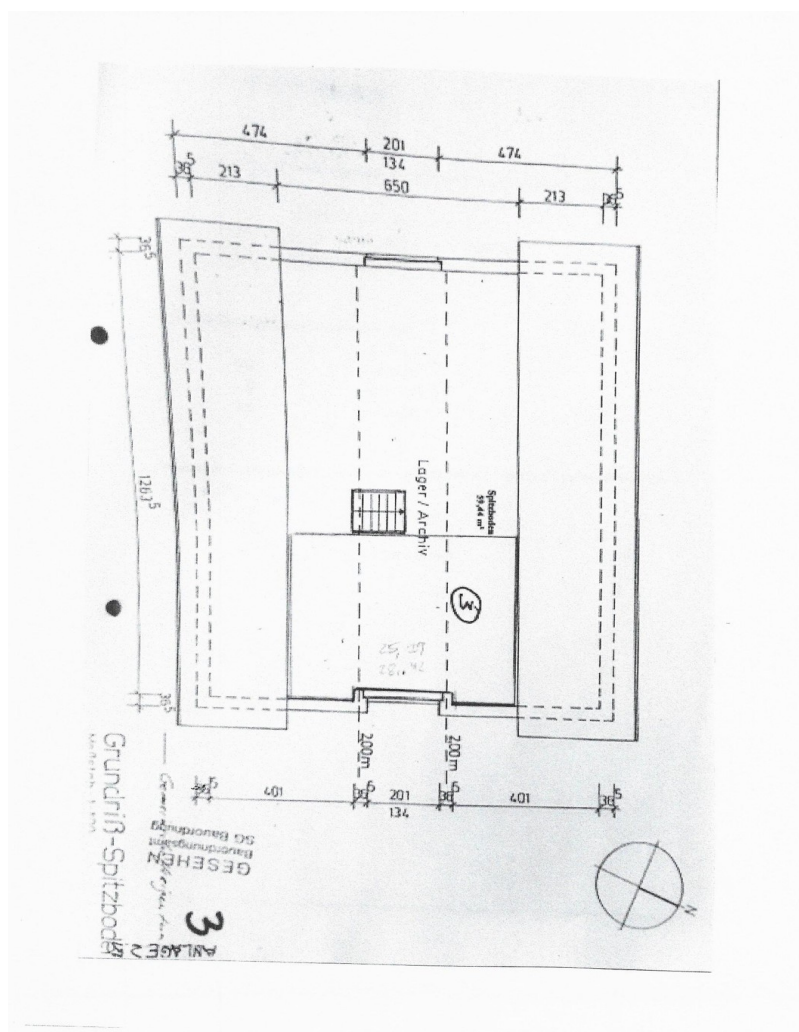 474
201
134
474
36⁵
213
650
213
36⁵
36⁵
1263⁵
36⁵
Lager / Archiv
Spitzboden
59,44 m²
3
2.00m
2.00m
36⁵
401
36⁵
201
134
36⁵
401
36⁵
N
GESEHEN
Bauordnungsamt
SG Bauordnung
3
ANLAGE 2
Grundriß-Spitzboden